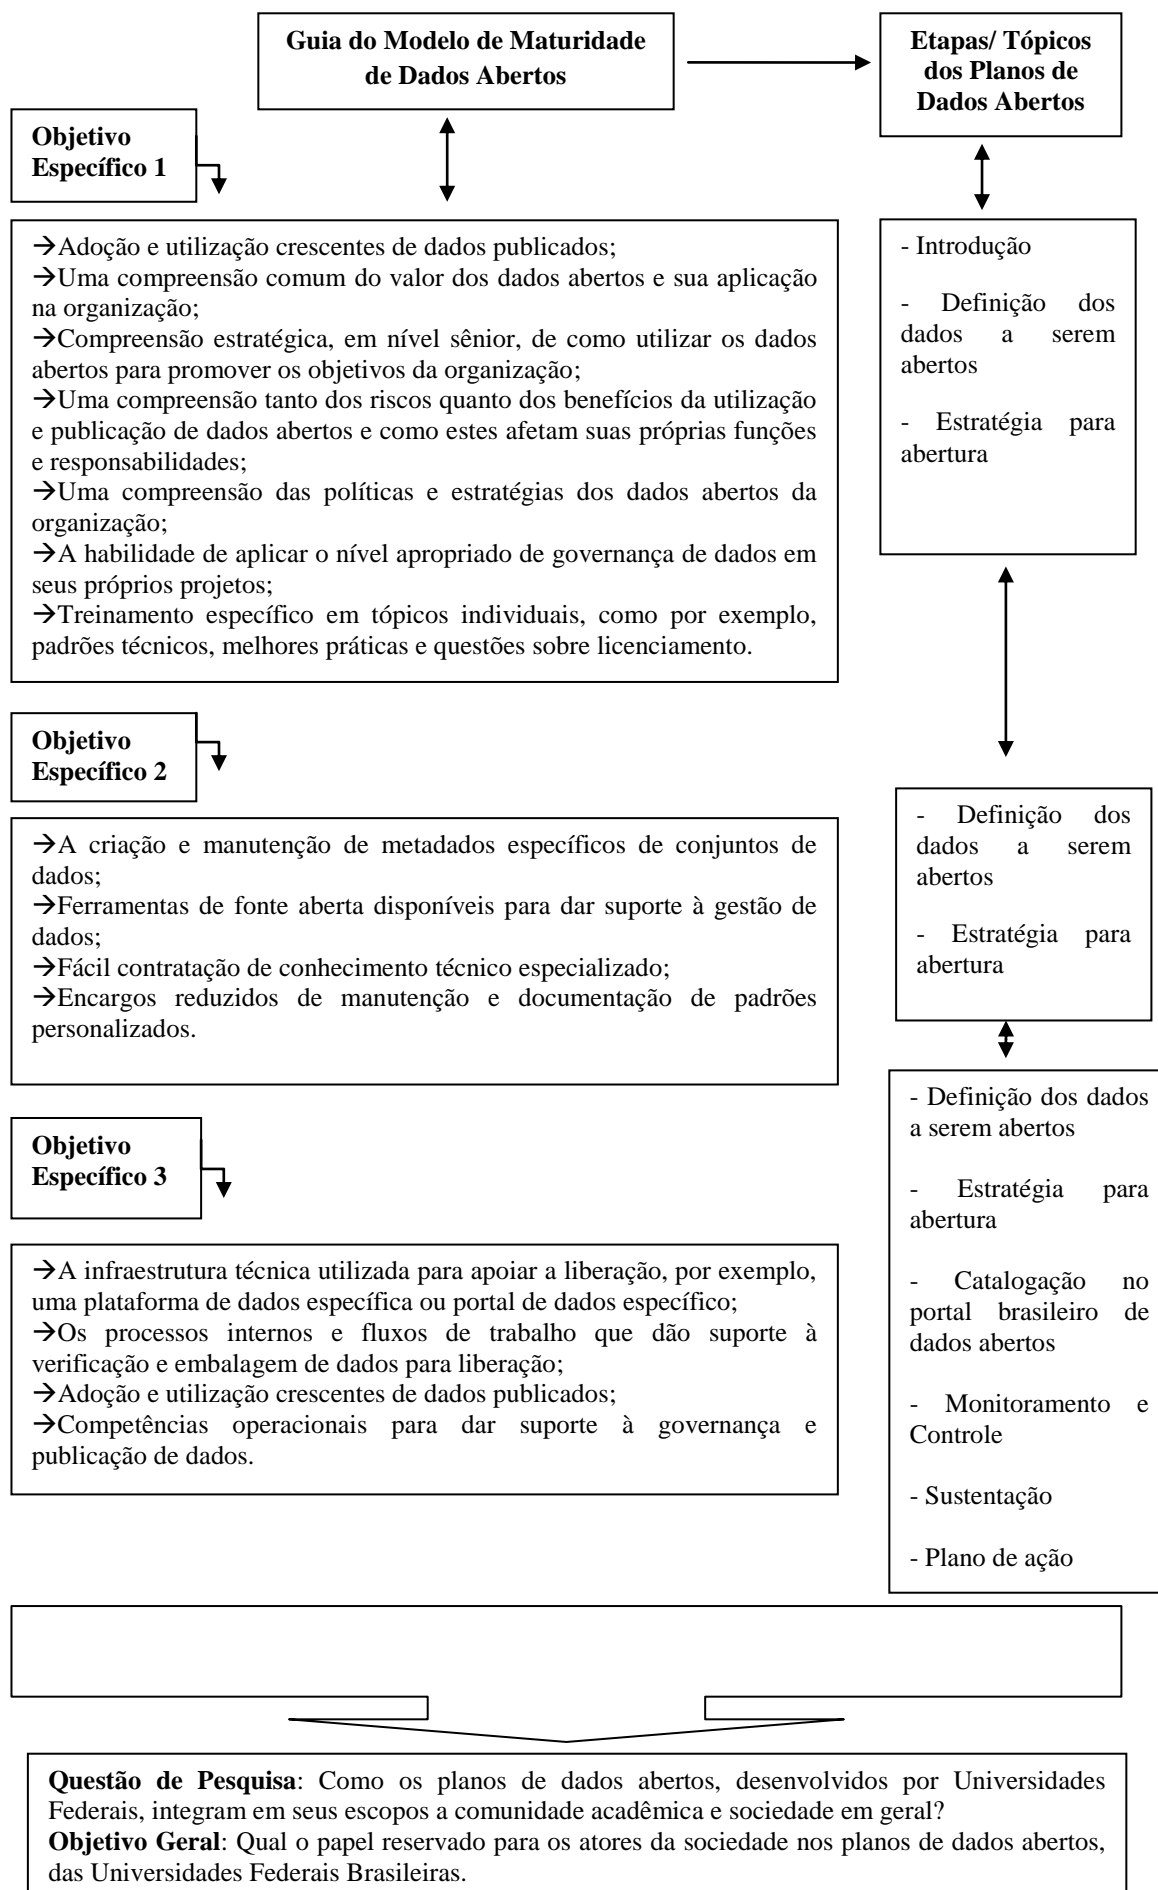 Guia do Modelo de Maturidade
de Dados Abertos
Etapas/ Tópicos
dos Planos de
Dados Abertos
Objetivo
Específico 1
→Adoção e utilização crescentes de dados publicados;
→Uma compreensão comum do valor dos dados abertos e sua aplicação
na organização;
→Compreensão estratégica, em nível sênior, de como utilizar os dados
abertos para promover os objetivos da organização;
→Uma compreensão tanto dos riscos quanto dos benefícios da utilização
e publicação de dados abertos e como estes afetam suas próprias funções
e responsabilidades;
→Uma compreensão das políticas e estratégias dos dados abertos da
organização;
→A habilidade de aplicar o nível apropriado de governança de dados em
seus próprios projetos;
→Treinamento específico em tópicos individuais, como por exemplo,
padrões técnicos, melhores práticas e questões sobre licenciamento.
- Introdução
- Definição dos
dados a serem
abertos
- Estratégia para
abertura
Objetivo
Específico 2
→A criação e manutenção de metadados específicos de conjuntos de
dados;
→Ferramentas de fonte aberta disponíveis para dar suporte à gestão de
dados;
→Fácil contratação de conhecimento técnico especializado;
→Encargos reduzidos de manutenção e documentação de padrões
personalizados.
- Definição dos
dados a serem
abertos
- Estratégia para
abertura
Objetivo
Específico 3
→A infraestrutura técnica utilizada para apoiar a liberação, por exemplo,
uma plataforma de dados específica ou portal de dados específico;
→Os processos internos e fluxos de trabalho que dão suporte à
verificação e embalagem de dados para liberação;
→Adoção e utilização crescentes de dados publicados;
→Competências operacionais para dar suporte à governança e
publicação de dados.
- Definição dos dados
a serem abertos
- Estratégia para
abertura
- Catalogação no
portal brasileiro de
dados abertos
- Monitoramento e
Controle
- Sustentação
- Plano de ação
Questão de Pesquisa: Como os planos de dados abertos, desenvolvidos por Universidades
Federais, integram em seus escopos a comunidade acadêmica e sociedade em geral?
Objetivo Geral: Qual o papel reservado para os atores da sociedade nos planos de dados abertos,
das Universidades Federais Brasileiras.